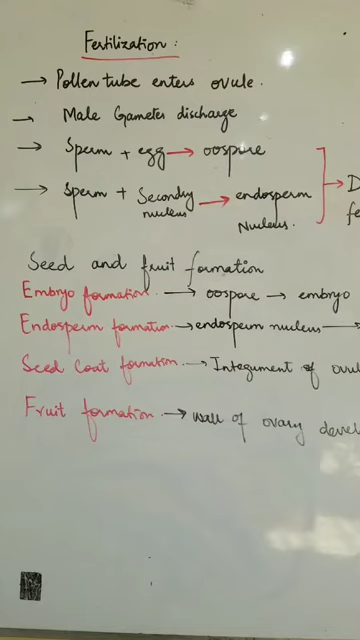 Fertilization :
→ Pollen tube enters ovule.
→ Male Gametes discharge
→ Sperm + egg → oospore
→ Sperm + Secondry nucleus → endosperm Nucleus.
Seed and fruit formation
Embryo formation → oospore → embryo
Endosperm formation → endosperm nucleus →
Seed Coat formation → Integument of
Fruit formation → wall of ovary